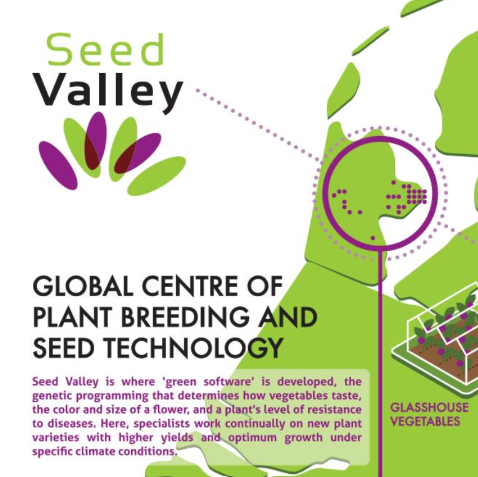 Seed
Valley
GLOBAL CENTRE OF
PLANT BREEDING AND
SEED TECHNOLOGY
Seed Valley is where ‘green software’ is developed, the
genetic programming that determines how vegetables taste,
the color and size of a flower, and a plant's level of resistance
to diseases. Here, specialists work continually on new plant
varieties with higher yields and optimum growth under
specific climate conditions.
GLASSHOUSE
VEGETABLES